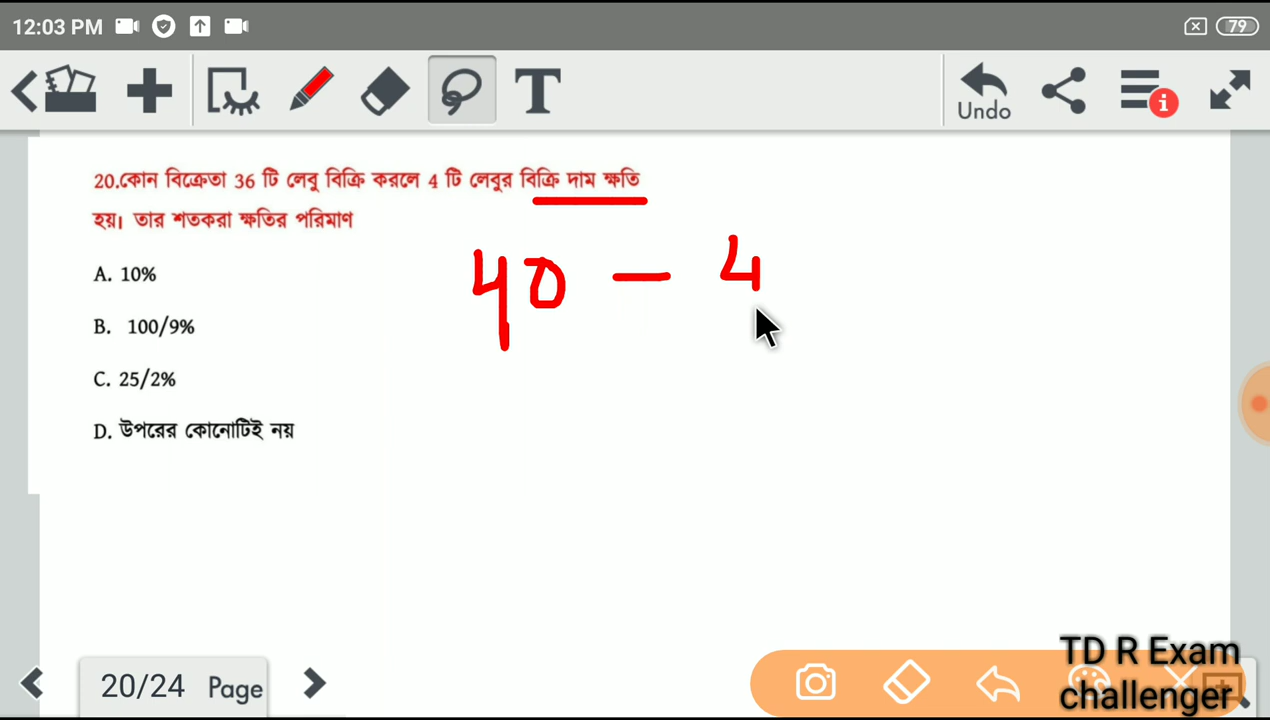 12:03 PM
79
Undo
20.কোন বিক্রেতা 36 টি লেবু বিক্রি করলে 4 টি লেবুর বিক্রি দাম ক্ষতি
হয়। তার শতকরা ক্ষতির পরিমাণ
A. 10%
B. 100/9%
C. 25/2%
D. উপরের কোনোটিই নয়
40 — 4
20/24 Page
TD R Exam
challenger